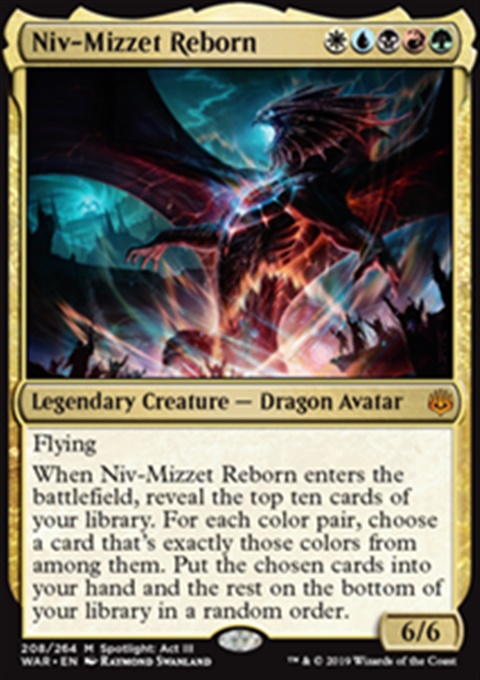 Niv-Mizzet Reborn
Legendary Creature — Dragon Avatar
Flying
When Niv-Mizzet Reborn enters the
battlefield, reveal the top ten cards of
your library. For each color pair, choose
a card that's exactly those colors from
among them. Put the chosen cards into
your hand and the rest on the bottom of
your library in a random order.
6/6
208/264 M Spotlight: Act III
WAR • EN Raymond Swanland
™ & © 2019 Wizards of the Coast